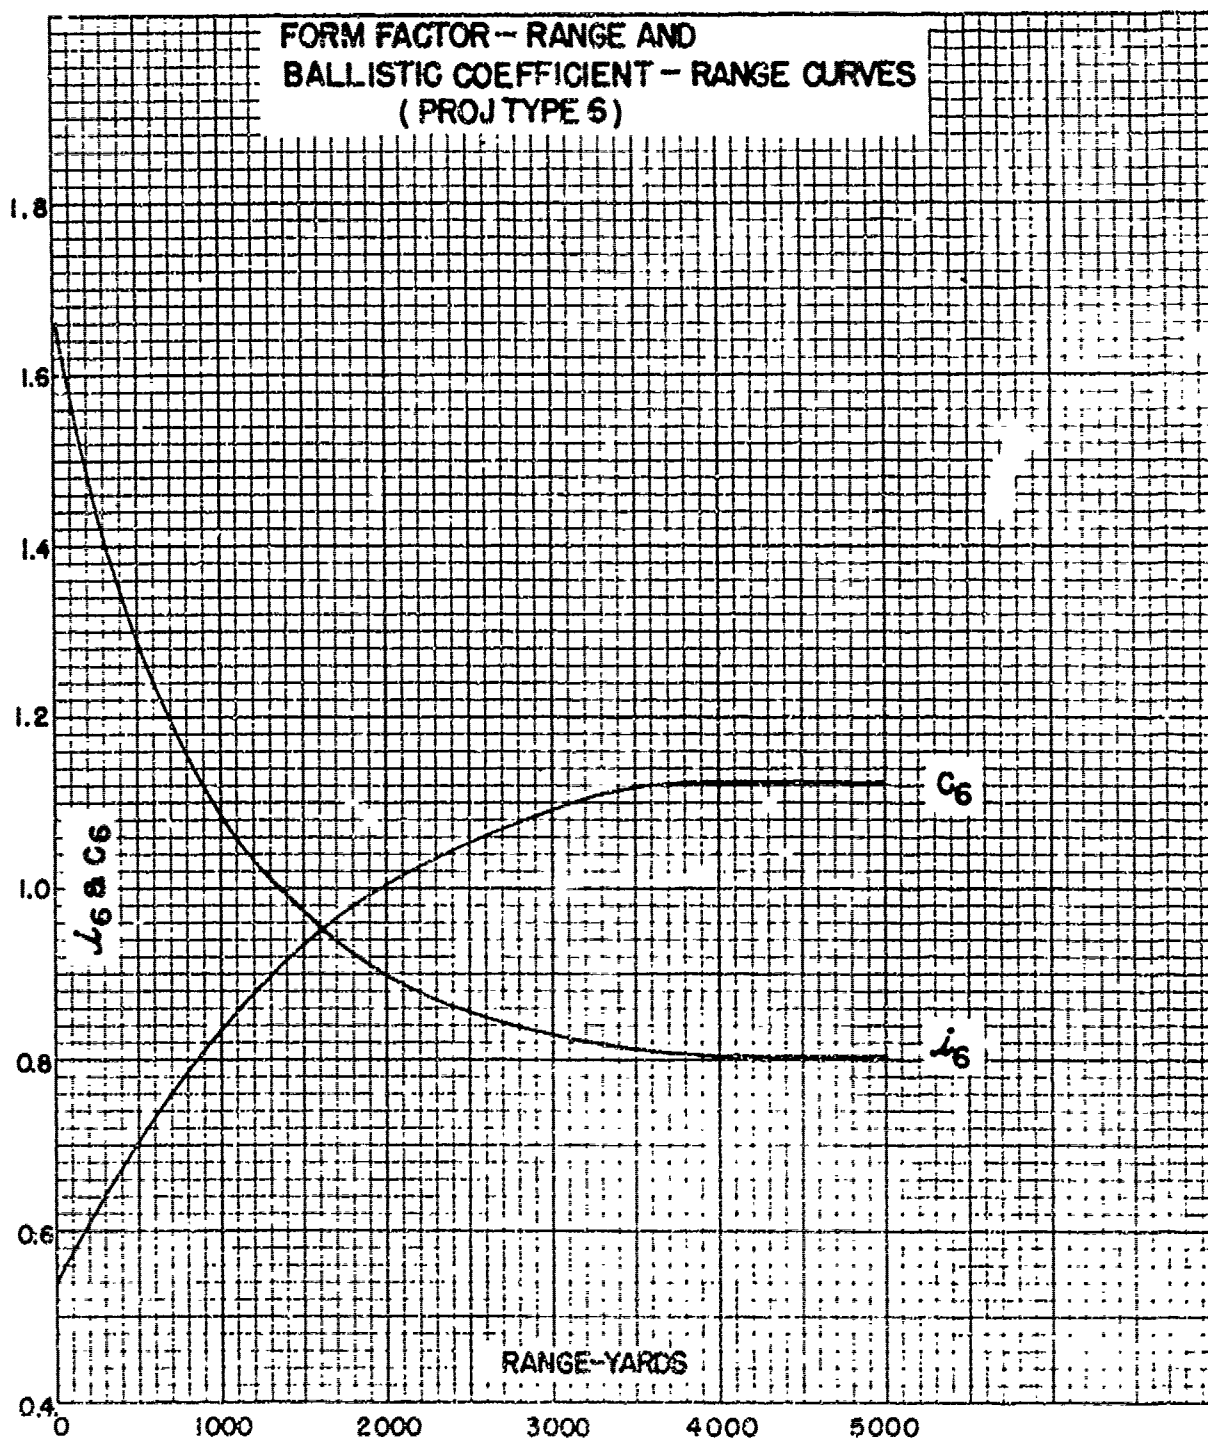 FORM FACTOR - RANGE AND
BALLISTIC COEFFICIENT - RANGE CURVES
(PROJ TYPE 6)
1.8
1.6
1.4
1.2
1.0
0.8
0.6
0.4
i6 & C6
C6
i6
RANGE-YARDS
0 1000 2000 3000 4000 5000